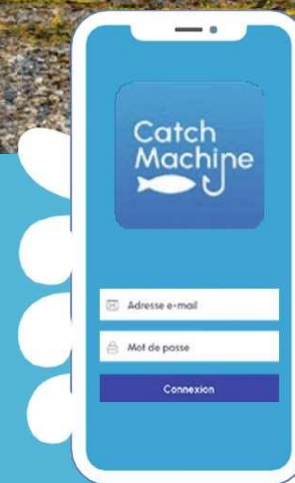 Catch
Machine
Adresse e-mail
Mot de passe
Connexion